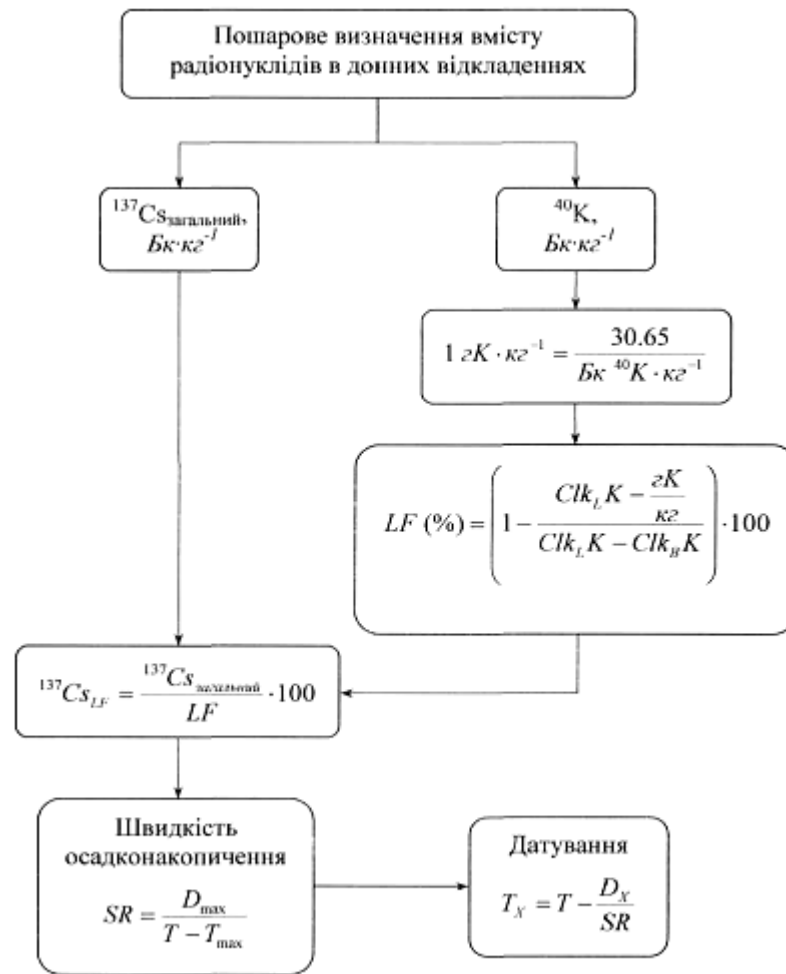 Пошарове визначення вмісту
радіонуклідів в донних відкладеннях
¹³⁷Cs_загальний,
Бк·кг⁻¹
⁴⁰K,
Бк·кг⁻¹
1 гK · кг⁻¹ = 30.65 / Бк ⁴⁰K · кг⁻¹
LF (%) = (1 − (Clk_L K − гK/кг) / (Clk_L K − Clk_B K)) · 100
¹³⁷Cs_LF = ¹³⁷Cs_загальний / LF · 100
Швидкість
осадконакопичення
SR = D_max / (T − T_max)
Датування
T_X = T − D_X / SR